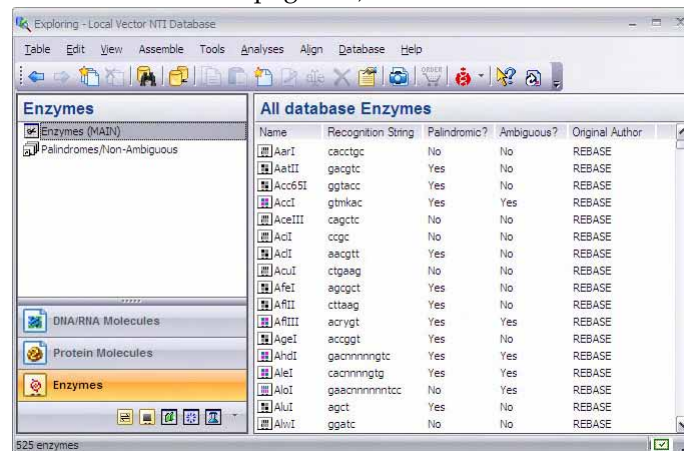 Exploring - Local Vector NTI Database
Table Edit View Assemble Tools Analyses Align Database Help
ORDER
Enzymes
Enzymes (MAIN)
Palindromes/Non-Ambiguous
DNA/RNA Molecules
Protein Molecules
Enzymes
All database Enzymes
Name Recognition String Palindromic? Ambiguous? Original Author
AarI cacctgc No No REBASE
AatII gacgtc Yes No REBASE
Acc65I ggtacc Yes No REBASE
AccI gtmkac Yes Yes REBASE
AceIII cagctc No No REBASE
AciI ccgc No No REBASE
AclI aacgtt Yes No REBASE
AcuI ctgaag No No REBASE
AfeI agcgct Yes No REBASE
AflII cttaag Yes No REBASE
AflIII acrygt Yes Yes REBASE
AgeI accggt Yes No REBASE
AhdI gacnnnnngtc Yes Yes REBASE
AleI cacnnnngtg Yes Yes REBASE
AloI gaacnnnnnntcc No Yes REBASE
AluI agct Yes No REBASE
AlwI ggatc No No REBASE
525 enzymes